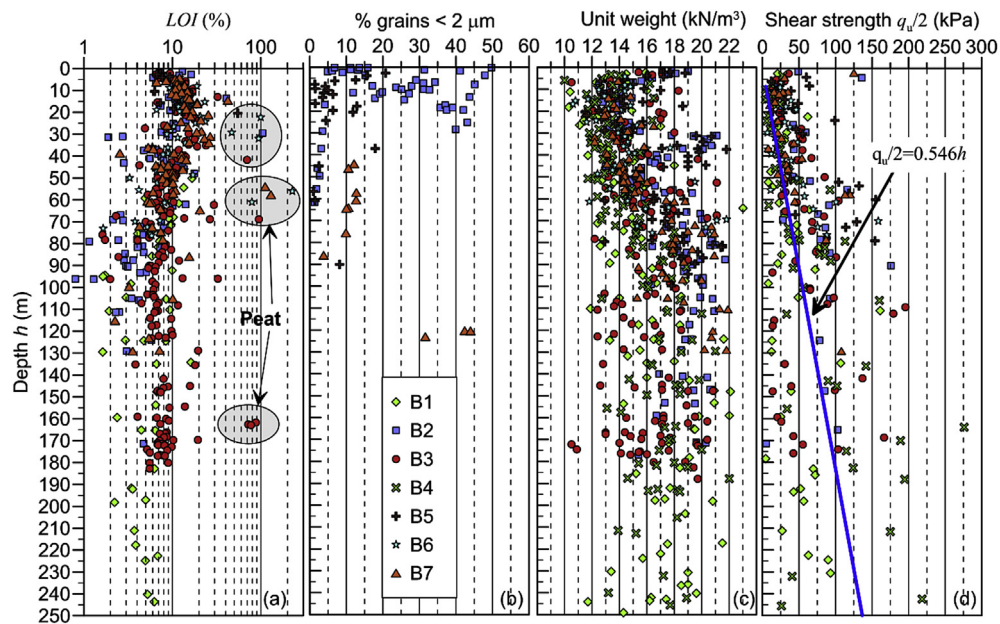 LOI (%)
% grains < 2 μm
Unit weight (kN/m³)
Shear strength qu/2 (kPa)
1 10 100
0 10 20 30 40 50 60
10 12 14 16 18 20 22
0 50 100 150 200 250 300
Depth h (m)
0
10
20
30
40
50
60
70
80
90
100
110
120
130
140
150
160
170
180
190
200
210
220
230
240
250
Peat
qu/2=0.546h
B1
B2
B3
B4
B5
B6
B7
(a)
(b)
(c)
(d)